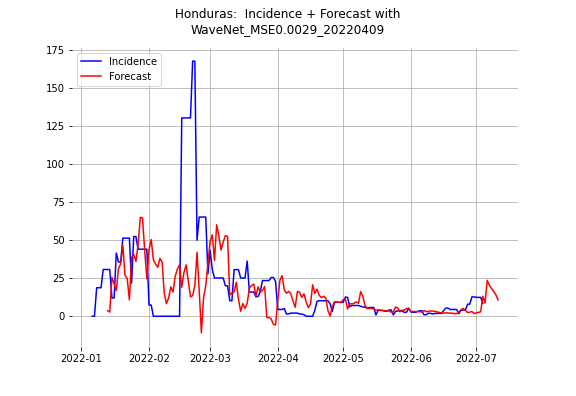 Honduras:  Incidence + Forecast with
WaveNet_MSE0.0029_20220409
175
150
125
100
75
50
25
0
Incidence
Forecast
2022-01 2022-02 2022-03 2022-04 2022-05 2022-06 2022-07